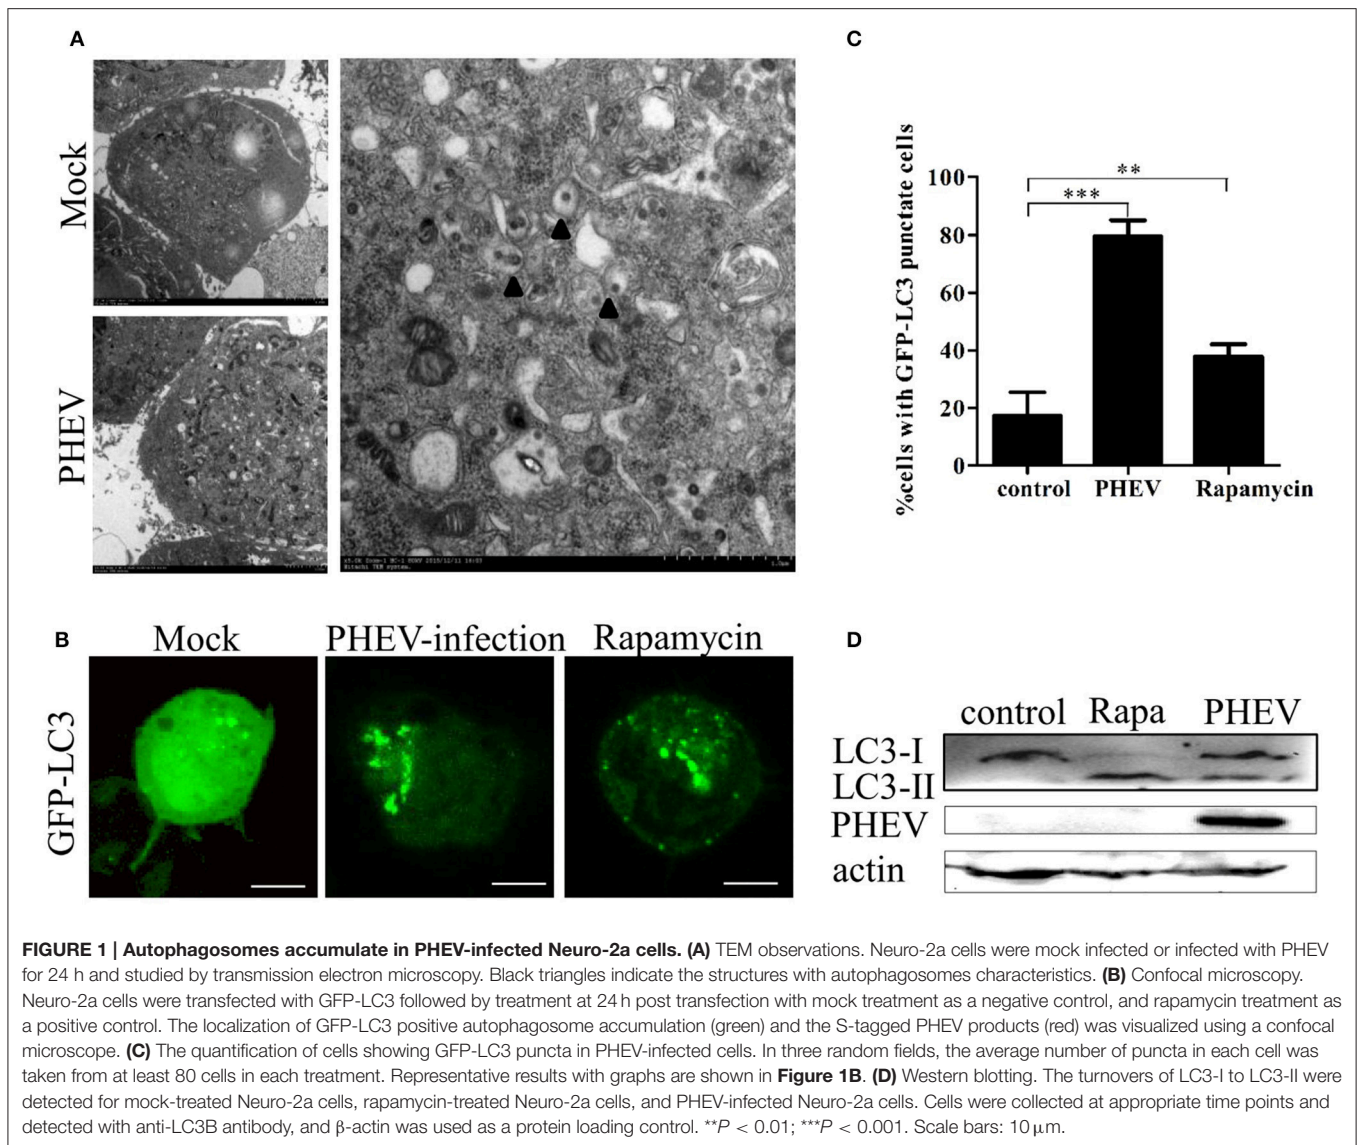 A
C
Mock
PHEV
%cells with GFP-LC3 punctate cells
100
80
60
40
20
0
**
***
control PHEV Rapamycin
1.0μm
B
Mock PHEV-infection Rapamycin
GFP-LC3
D
control Rapa PHEV
LC3-I
LC3-II
PHEV
actin
FIGURE 1 | Autophagosomes accumulate in PHEV-infected Neuro-2a cells. (A) TEM observations. Neuro-2a cells were mock infected or infected with PHEV
for 24 h and studied by transmission electron microscopy. Black triangles indicate the structures with autophagosomes characteristics. (B) Confocal microscopy.
Neuro-2a cells were transfected with GFP-LC3 followed by treatment at 24 h post transfection with mock treatment as a negative control, and rapamycin treatment as
a positive control. The localization of GFP-LC3 positive autophagosome accumulation (green) and the S-tagged PHEV products (red) was visualized using a confocal
microscope. (C) The quantification of cells showing GFP-LC3 puncta in PHEV-infected cells. In three random fields, the average number of puncta in each cell was
taken from at least 80 cells in each treatment. Representative results with graphs are shown in Figure 1B. (D) Western blotting. The turnovers of LC3-I to LC3-II were
detected for mock-treated Neuro-2a cells, rapamycin-treated Neuro-2a cells, and PHEV-infected Neuro-2a cells. Cells were collected at appropriate time points and
detected with anti-LC3B antibody, and β-actin was used as a protein loading control. **P < 0.01; ***P < 0.001. Scale bars: 10 μm.